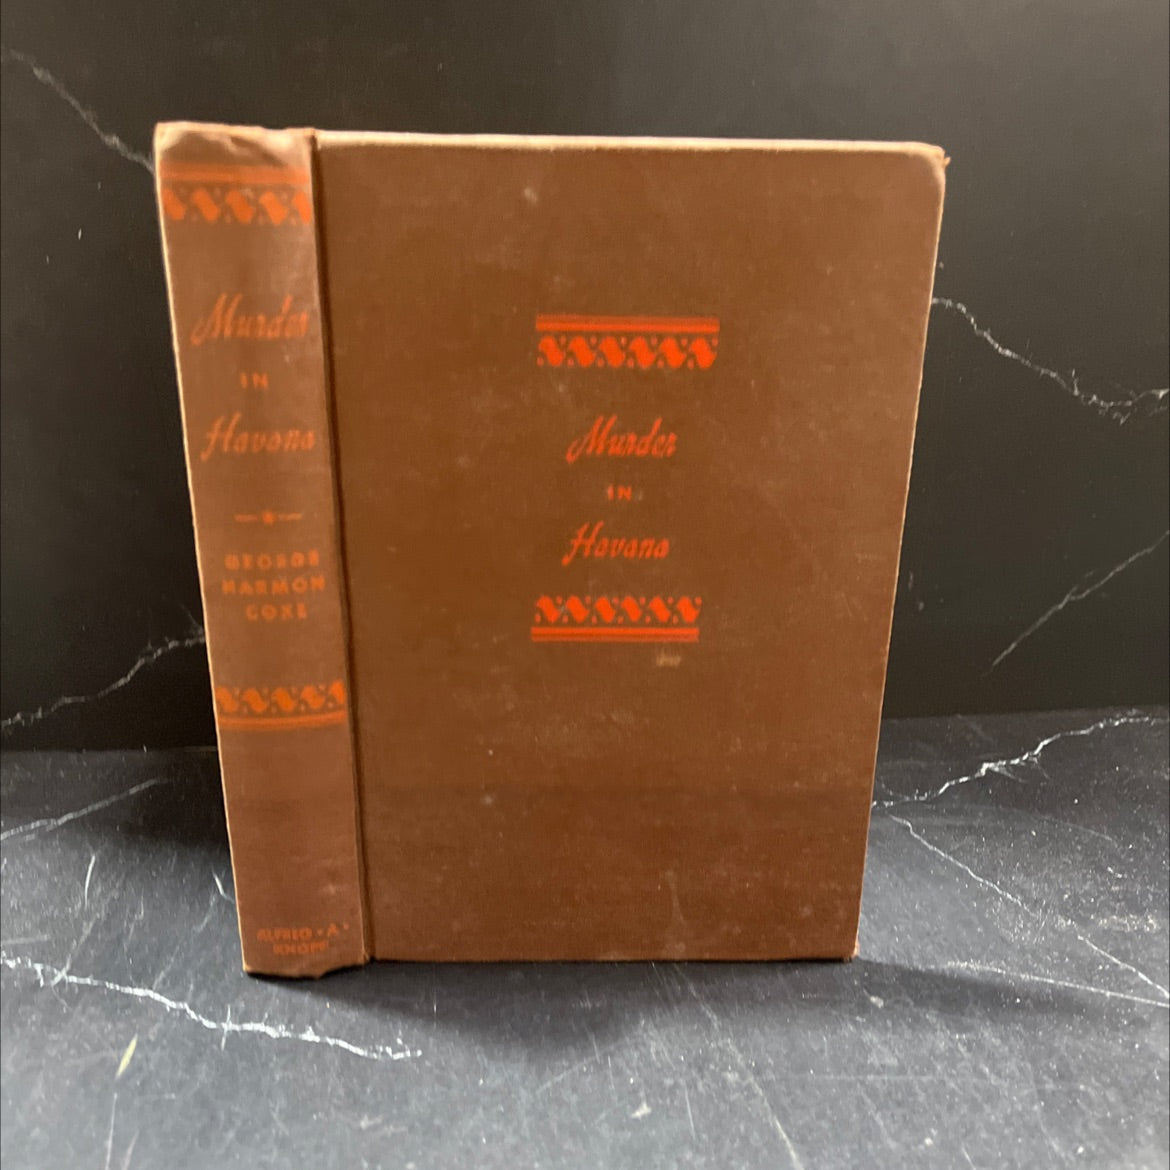 Murder
IN
Havana
GEORGE
HARMON
COXE
ALFRED · A ·
KNOPF
Murder
IN
Havana